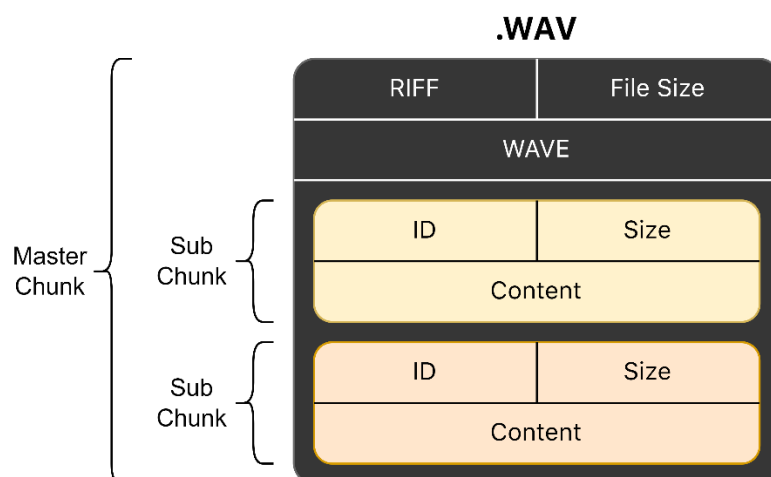 .WAV
RIFF
File Size
WAVE
Master
Chunk
Sub
Chunk
ID
Size
Content
Sub
Chunk
ID
Size
Content